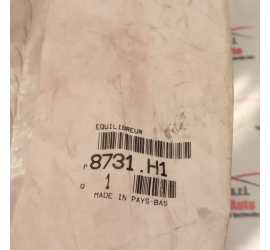 EQUILIBREUR
P 8731.H1
Q 1
MADE IN PAYS-BAS